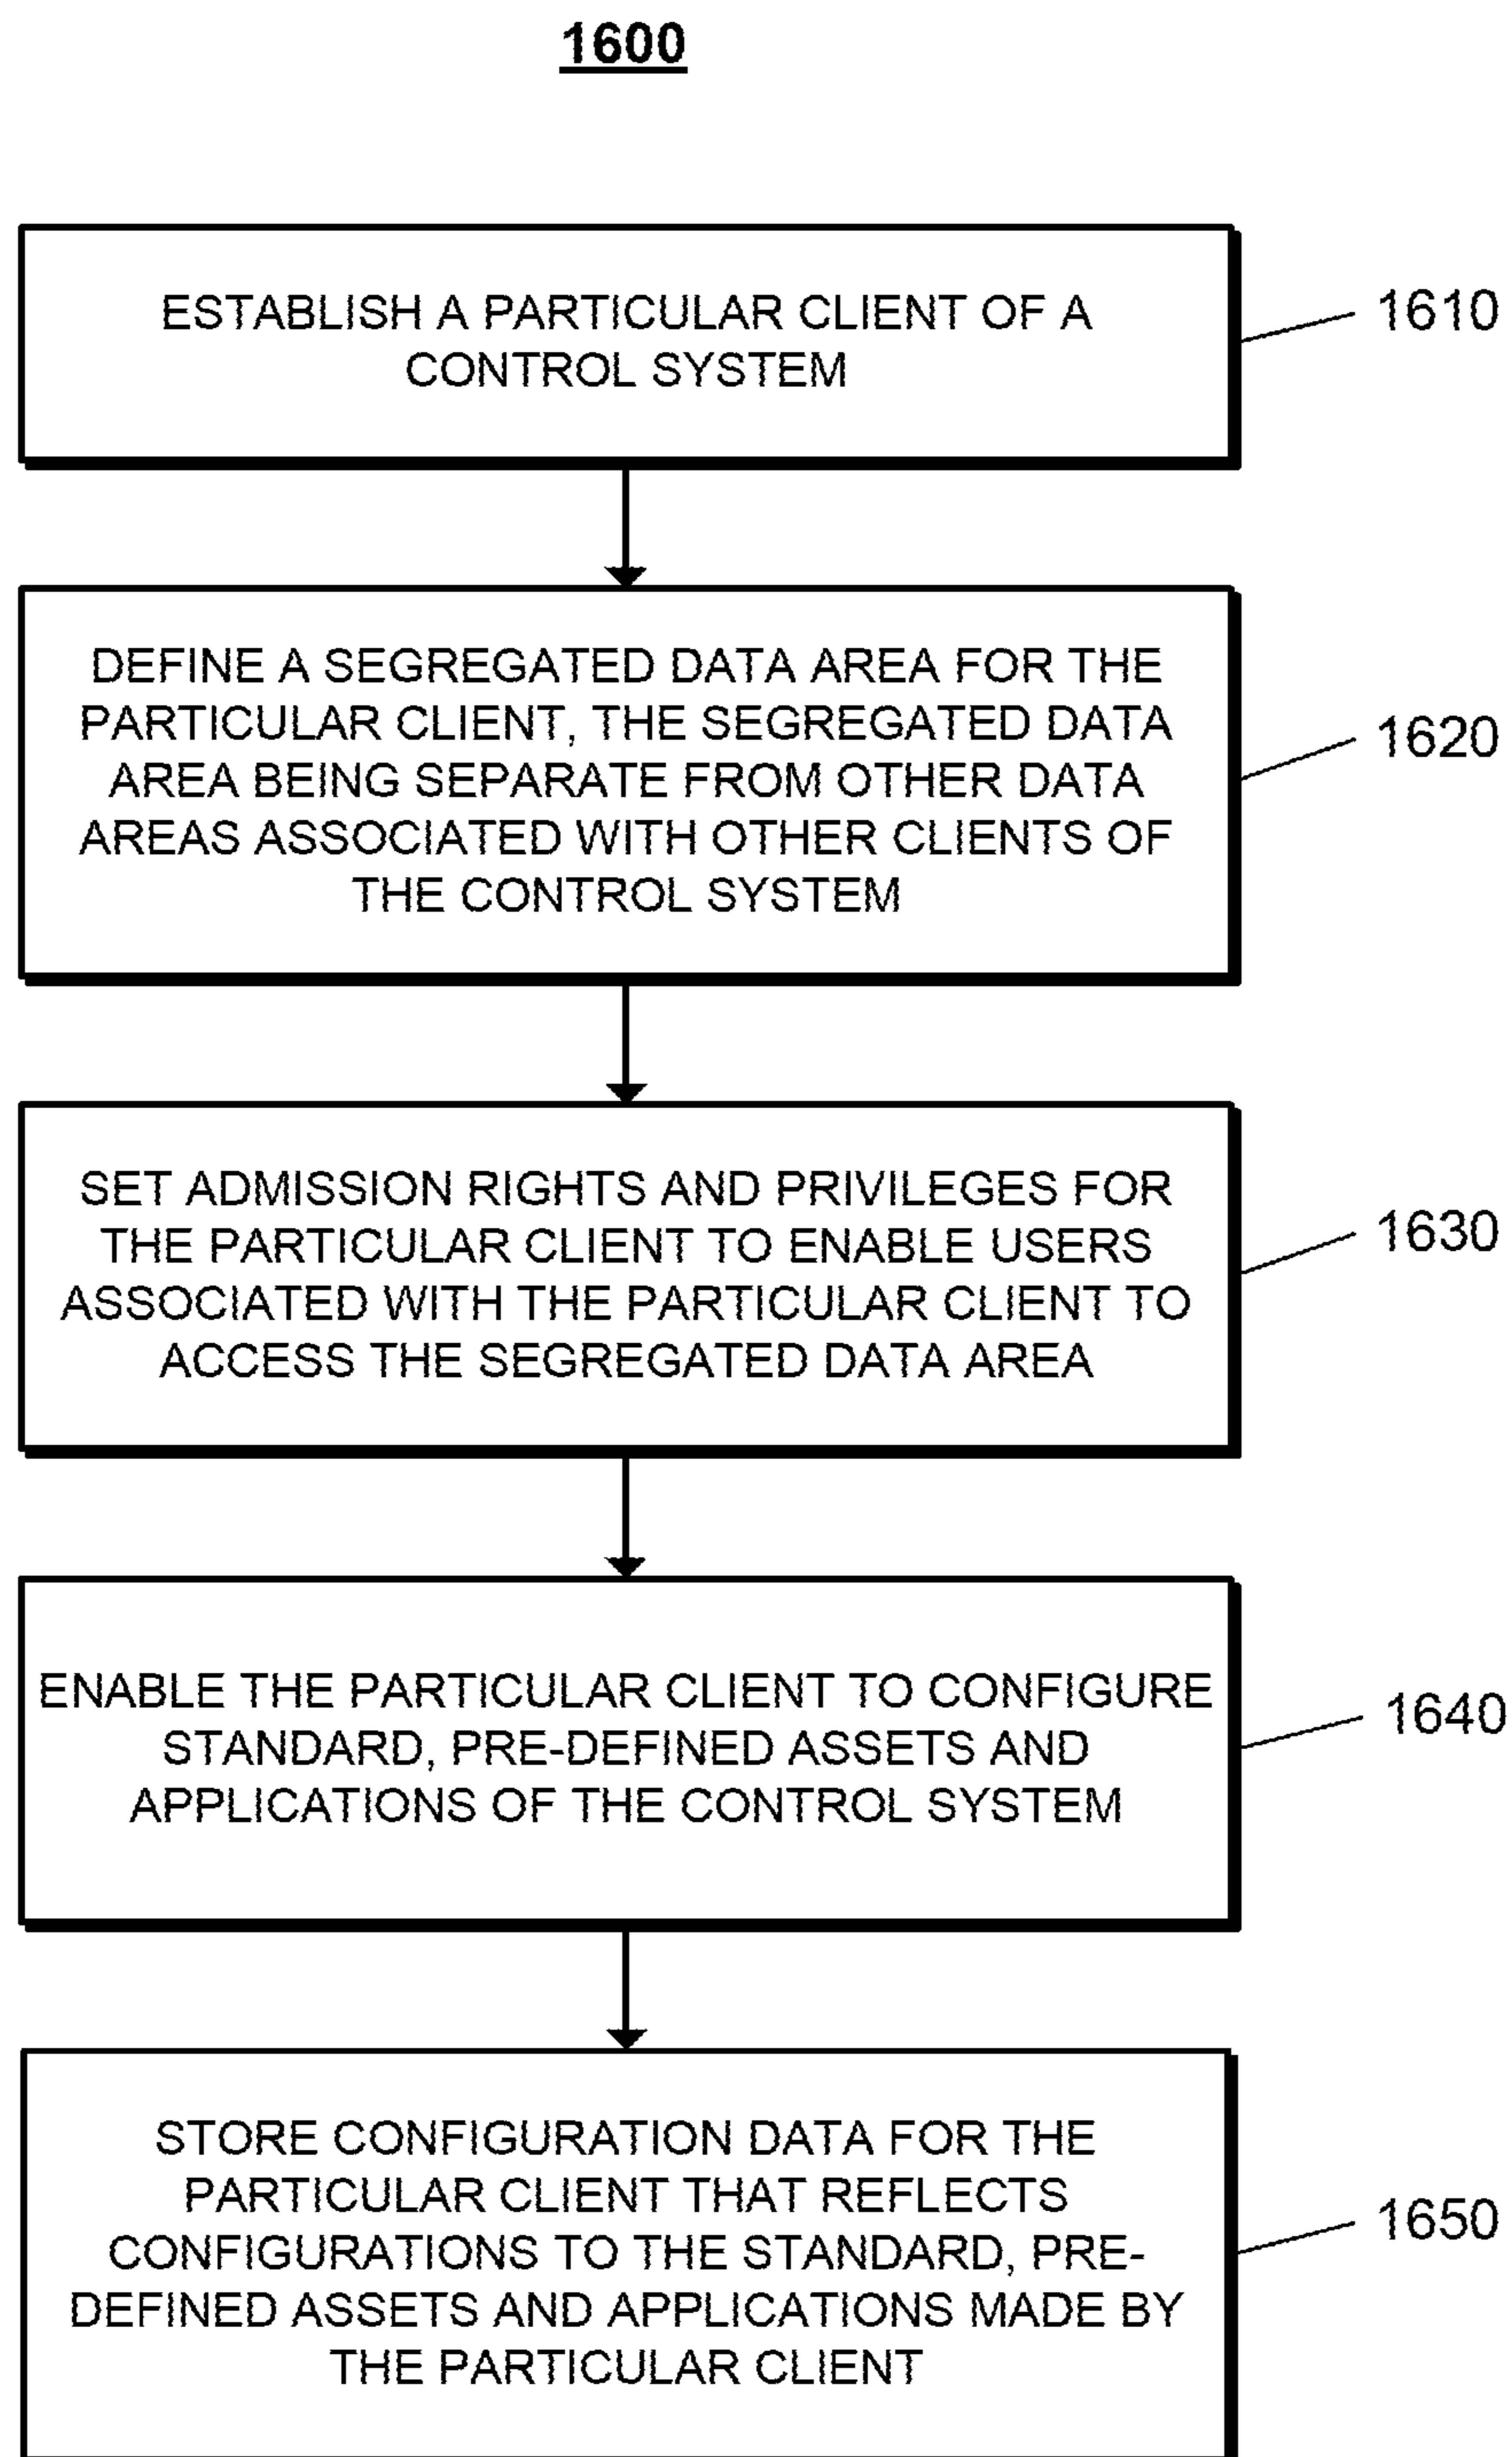 1600
ESTABLISH A PARTICULAR CLIENT OF A
CONTROL SYSTEM
1610
DEFINE A SEGREGATED DATA AREA FOR THE
PARTICULAR CLIENT, THE SEGREGATED DATA
AREA BEING SEPARATE FROM OTHER DATA
AREAS ASSOCIATED WITH OTHER CLIENTS OF
THE CONTROL SYSTEM
1620
SET ADMISSION RIGHTS AND PRIVILEGES FOR
THE PARTICULAR CLIENT TO ENABLE USERS
ASSOCIATED WITH THE PARTICULAR CLIENT TO
ACCESS THE SEGREGATED DATA AREA
1630
ENABLE THE PARTICULAR CLIENT TO CONFIGURE
STANDARD, PRE-DEFINED ASSETS AND
APPLICATIONS OF THE CONTROL SYSTEM
1640
STORE CONFIGURATION DATA FOR THE
PARTICULAR CLIENT THAT REFLECTS
CONFIGURATIONS TO THE STANDARD, PRE-
DEFINED ASSETS AND APPLICATIONS MADE BY
THE PARTICULAR CLIENT
1650